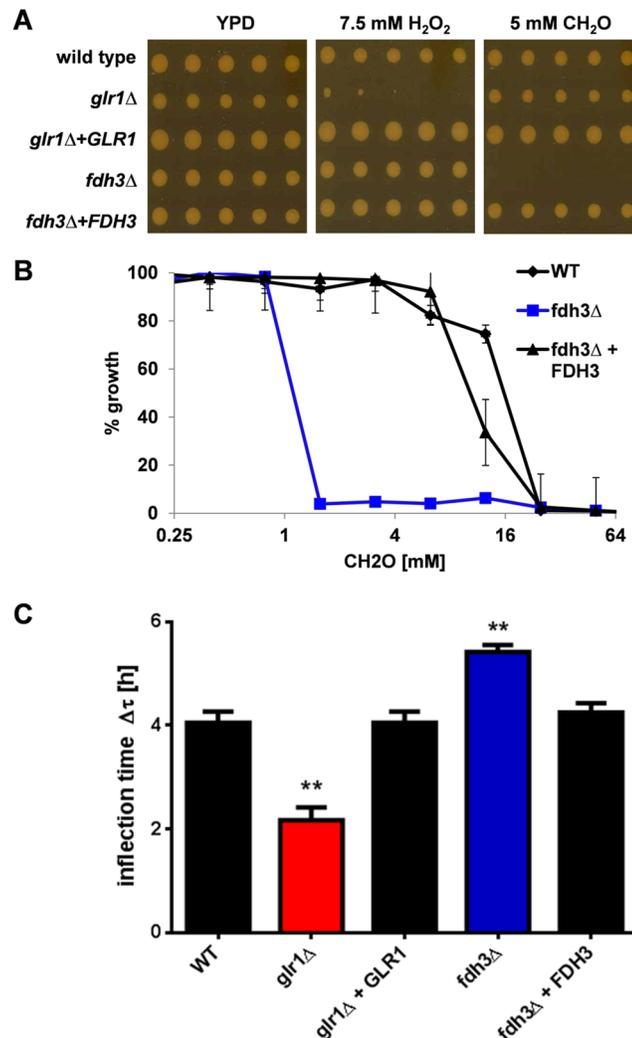 A
YPD 7.5 mM H₂O₂ 5 mM CH₂O
wild type
glr1Δ
glr1Δ+GLR1
fdh3Δ
fdh3Δ+FDH3
B
WT
fdh3Δ
fdh3Δ +
FDH3
% growth
100
80
60
40
20
0
0.25 1 4 16 64
CH2O [mM]
C
inflection time Δτ [h]
6
4
2
0
**
**
WT
glr1Δ
glr1Δ + GLR1
fdh3Δ
fdh3Δ + FDH3